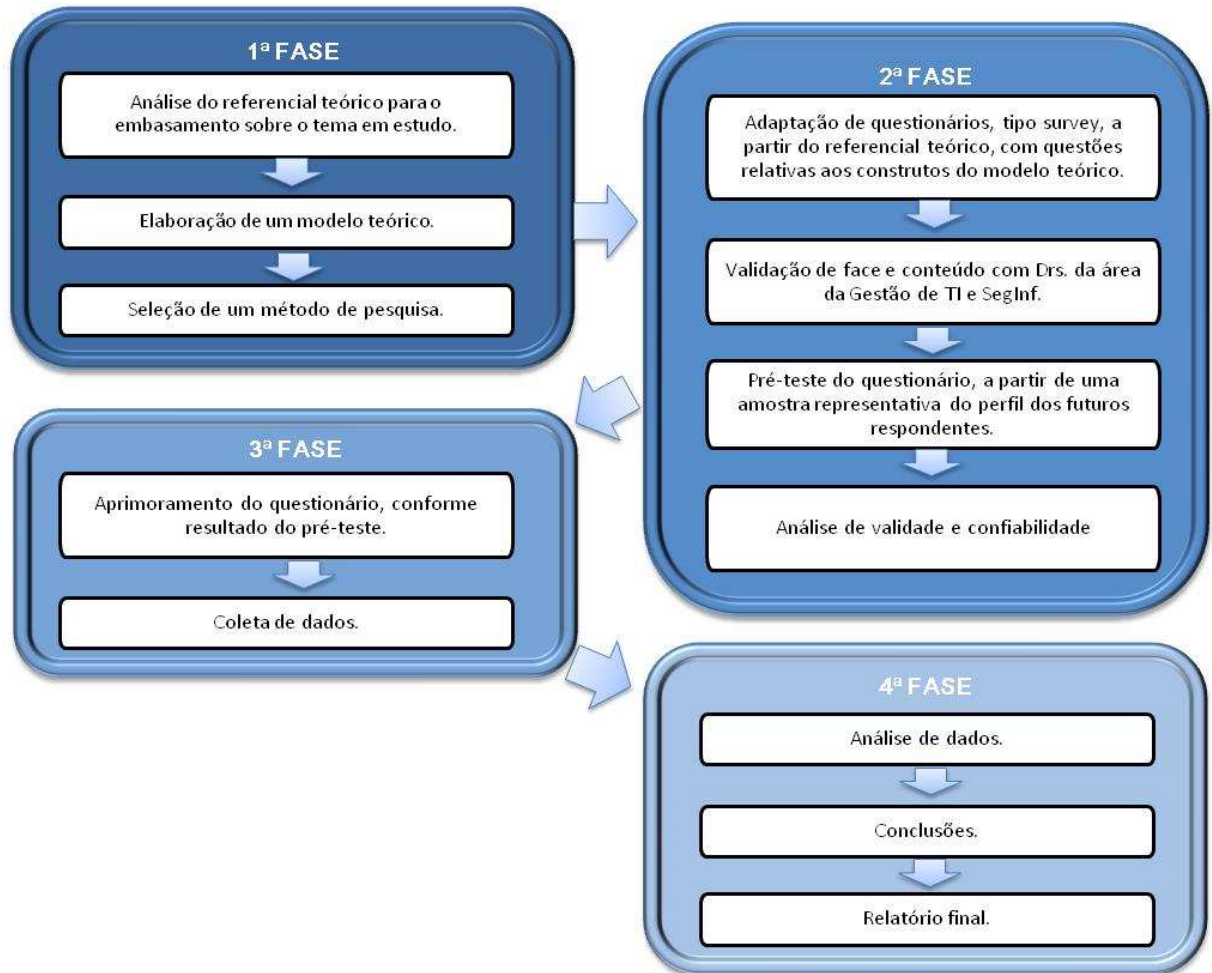 1ª FASE
Análise do referencial teórico para o
embasamento sobre o tema em estudo.
Elaboração de um modelo teórico.
Seleção de um método de pesquisa.
2ª FASE
Adaptação de questionários, tipo survey, a
partir do referencial teórico, com questões
relativas aos construtos do modelo teórico.
Validação de face e conteúdo com Drs. da área
da Gestão de TI e SegInf.
Pré-teste do questionário, a partir de uma
amostra representativa do perfil dos futuros
respondentes.
Análise de validade e confiabilidade
3ª FASE
Aprimoramento do questionário, conforme
resultado do pré-teste.
Coleta de dados.
4ª FASE
Análise de dados.
Conclusões.
Relatório final.